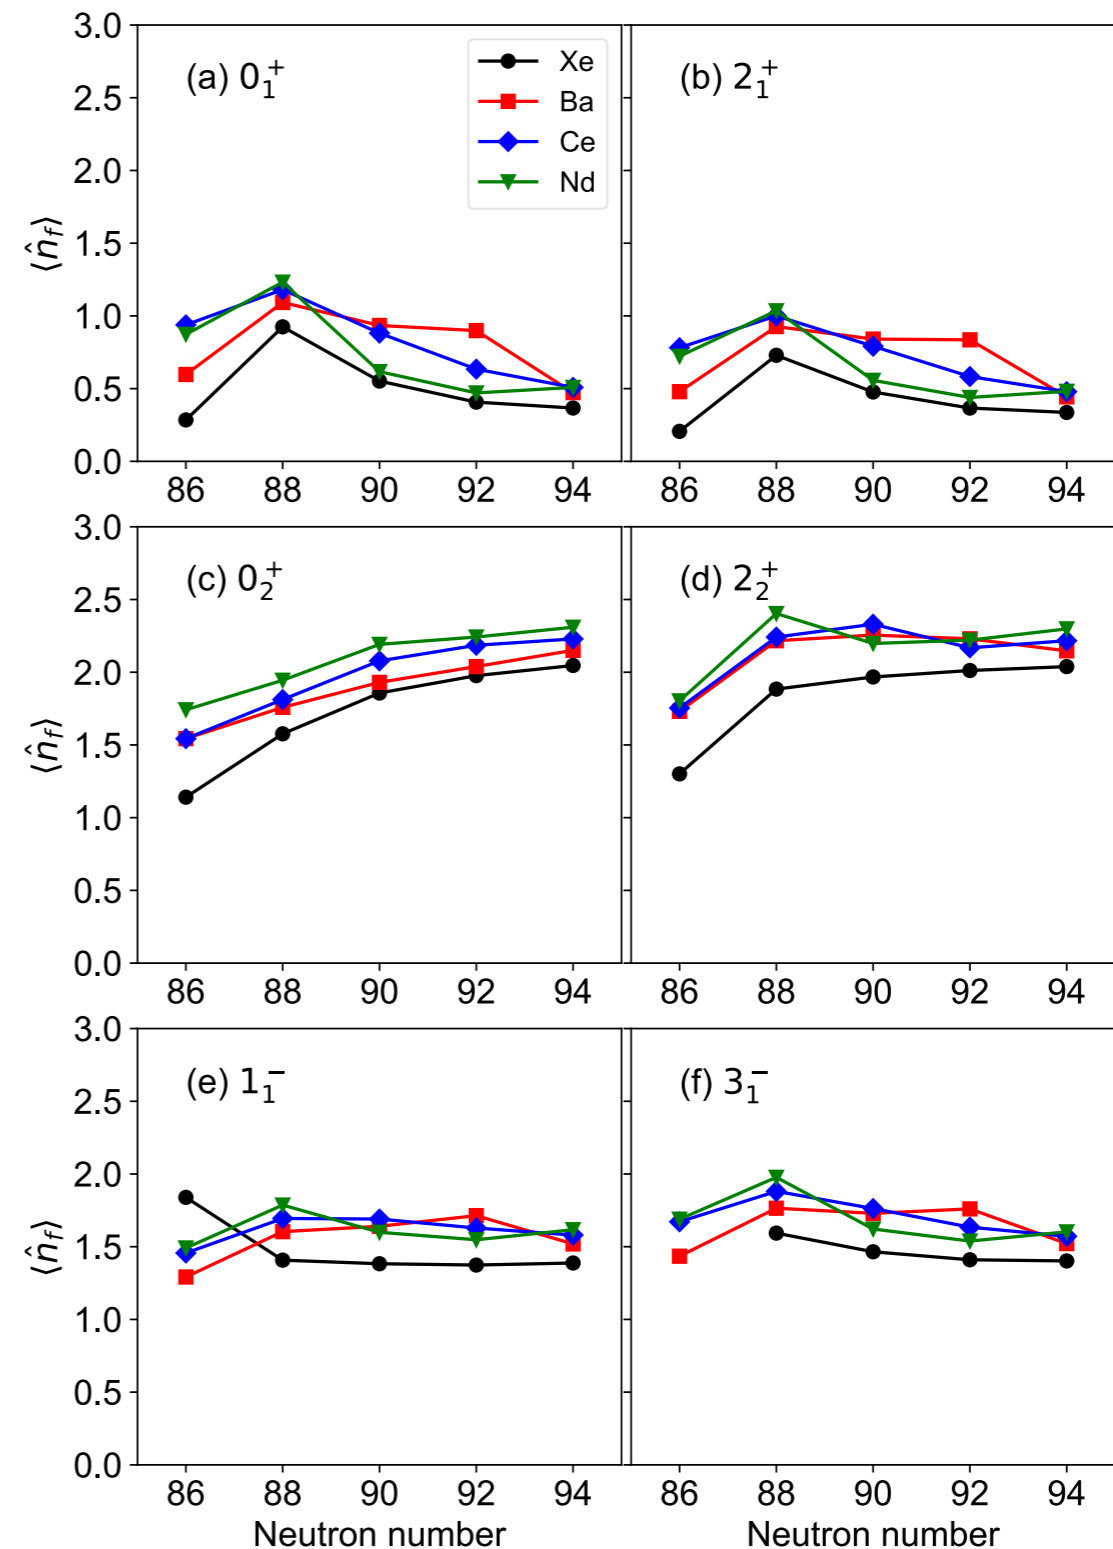 (a) 0₁⁺
Xe
Ba
Ce
Nd
⟨n̂_f⟩
3.0
2.5
2.0
1.5
1.0
0.5
0.0
86 88 90 92 94
(b) 2₁⁺
86 88 90 92 94
(c) 0₂⁺
⟨n̂_f⟩
3.0
2.5
2.0
1.5
1.0
0.5
0.0
86 88 90 92 94
(d) 2₂⁺
86 88 90 92 94
(e) 1₁⁻
⟨n̂_f⟩
3.0
2.5
2.0
1.5
1.0
0.5
0.0
86 88 90 92 94
Neutron number
(f) 3₁⁻
86 88 90 92 94
Neutron number